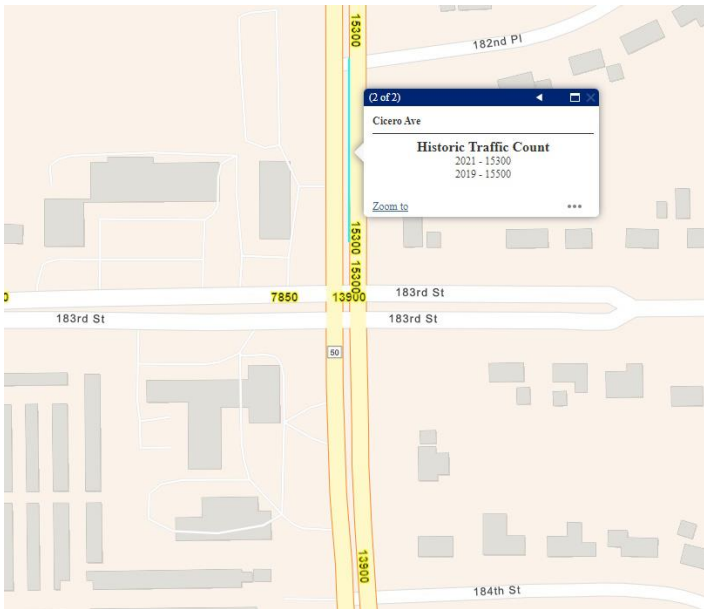 15300
182nd Pl
(2 of 2)
Cicero Ave
Historic Traffic Count
2021 - 15300
2019 - 15500
Zoom to
15300
15300
0
7850
13900
183rd St
183rd St
183rd St
50
13900
184th St